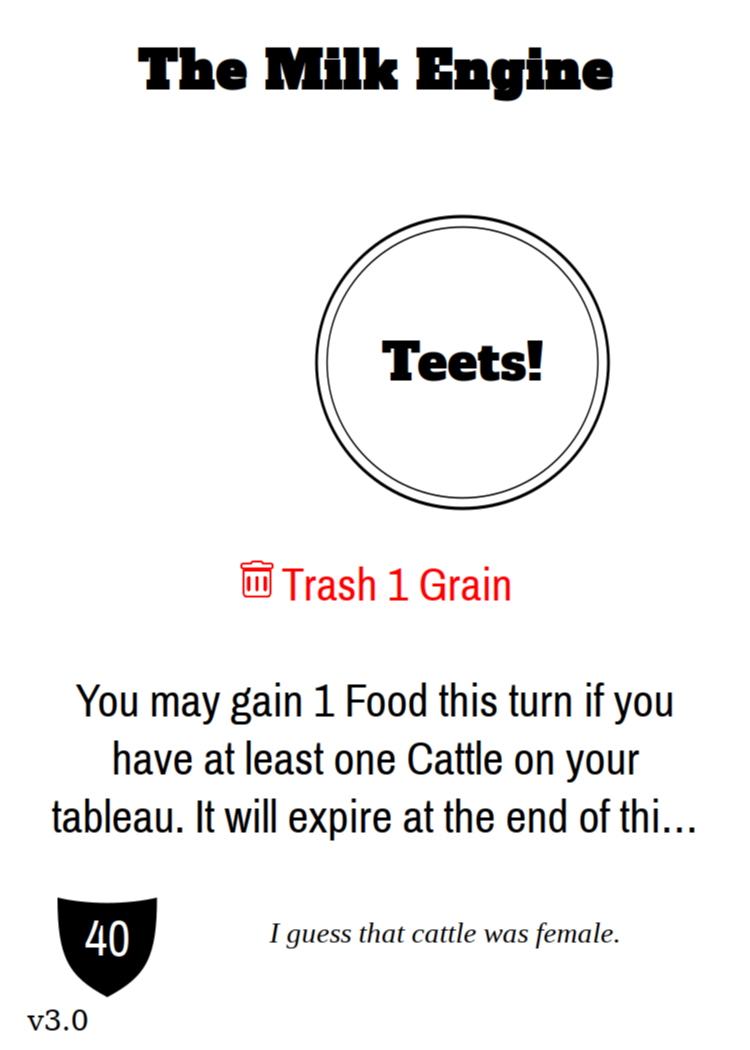 The Milk Engine
Teets!
Trash 1 Grain
You may gain 1 Food this turn if you
have at least one Cattle on your
tableau. It will expire at the end of thi...
40
I guess that cattle was female.
v3.0